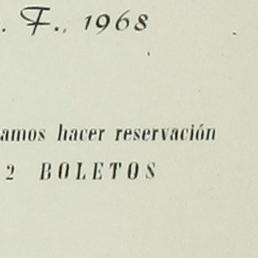 . F., 1968
amos hacer reservación
2 BOLETOS